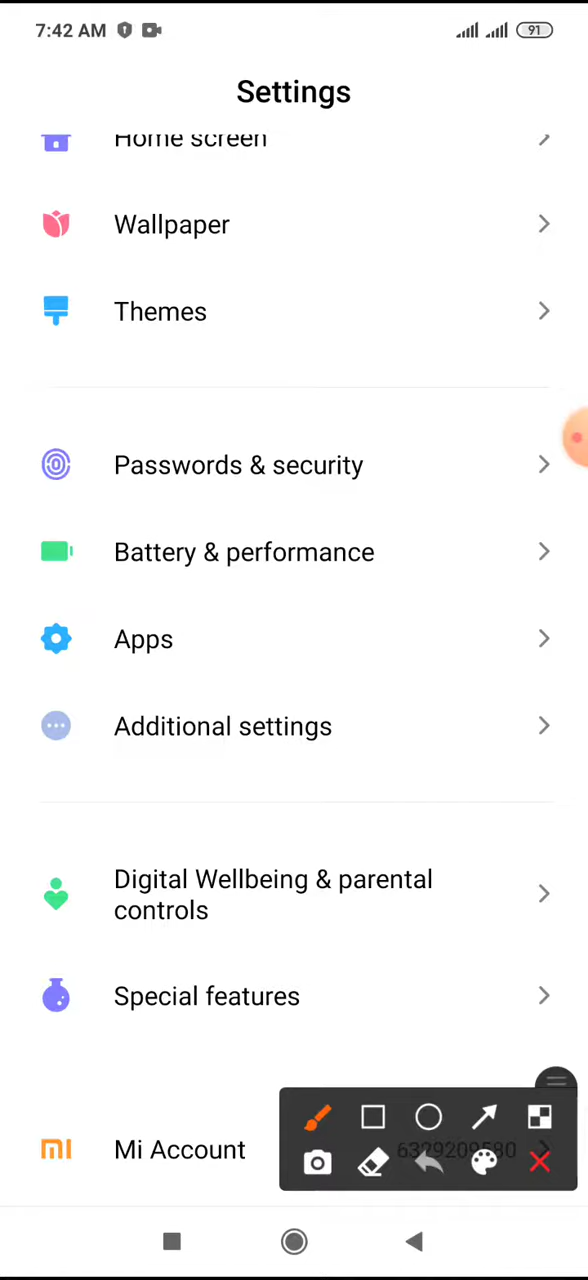 7:42 AM
91
Settings
Home screen
Wallpaper
Themes
Passwords & security
Battery & performance
Apps
Additional settings
Digital Wellbeing & parental
controls
Special features
Mi Account
6329209580